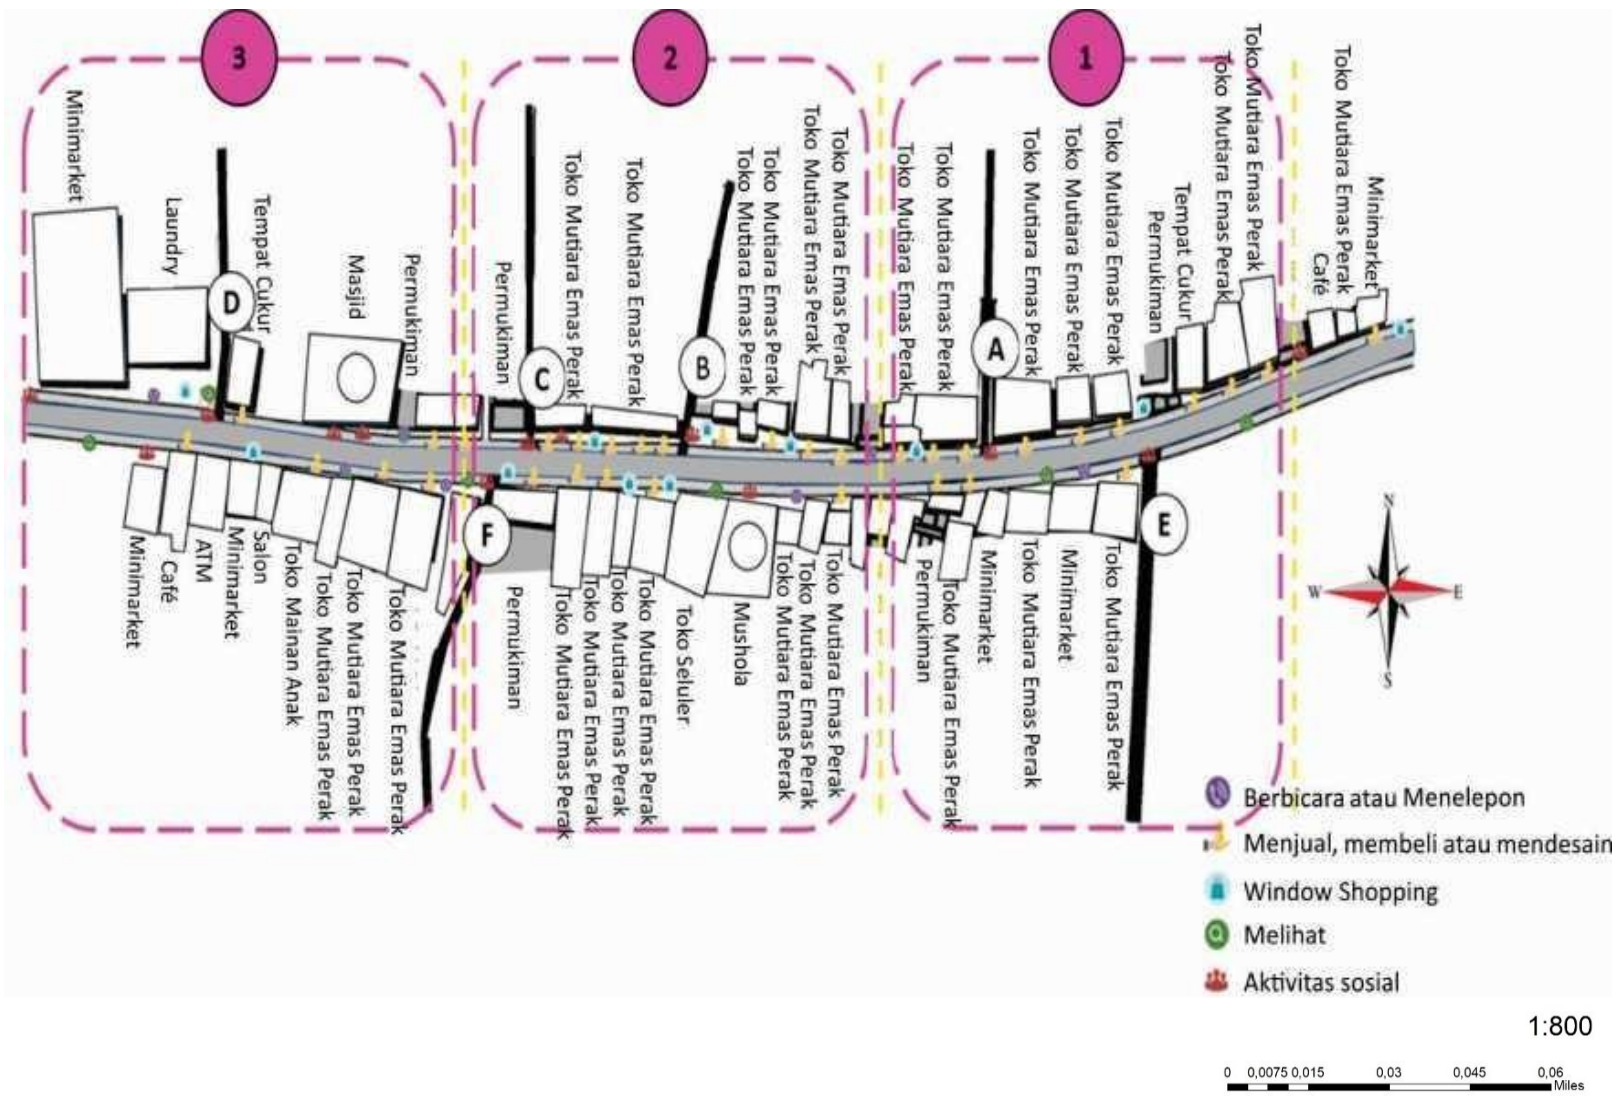 3
2
1
Minimarket
Laundry
Tempat Cukur
Masjid
Permukiman
Permukiman
Toko Mutiara Emas Perak
Toko Mutiara Emas Perak
Toko Mutiara Emas Perak
Toko Mutiara Emas Perak
Toko Mutiara Emas Perak
Toko Mutiara Emas Perak
Toko Mutiara Emas Perak
Toko Mutiara Emas Perak
Toko Mutiara Emas Perak
Toko Mutiara Emas Perak
Toko Mutiara Emas Perak
Permukiman
Tempat Cukur
Toko Mutiara Emas Perak
Toko Mutiara Emas Perak
Café
Toko Mutiara Emas Perak
Minimarket
D
C
B
A
F
E
Minimarket
Café
ATM
Minimarket
Salon
Toko Mainan Anak
Toko Mutiara Emas Perak
Toko Mutiara Emas Perak
Toko Mutiara Emas Perak
Permukiman
Toko Mutiara Emas Perak
Toko Mutiara Emas Perak
Toko Mutiara Emas Perak
Toko Mutiara Emas Perak
Toko Seluler
Mushola
Toko Mutiara Emas Perak
Toko Mutiara Emas Perak
Toko Mutiara Emas Perak
Permukiman
Toko Mutiara Emas Perak
Minimarket
Toko Mutiara Emas Perak
Minimarket
Toko Mutiara Emas Perak
N
W
E
S
Berbicara atau Menelepon
Menjual, membeli atau mendesain
Window Shopping
Melihat
Aktivitas sosial
1:800
0 0,0075 0,015 0,03 0,045 0,06
Miles